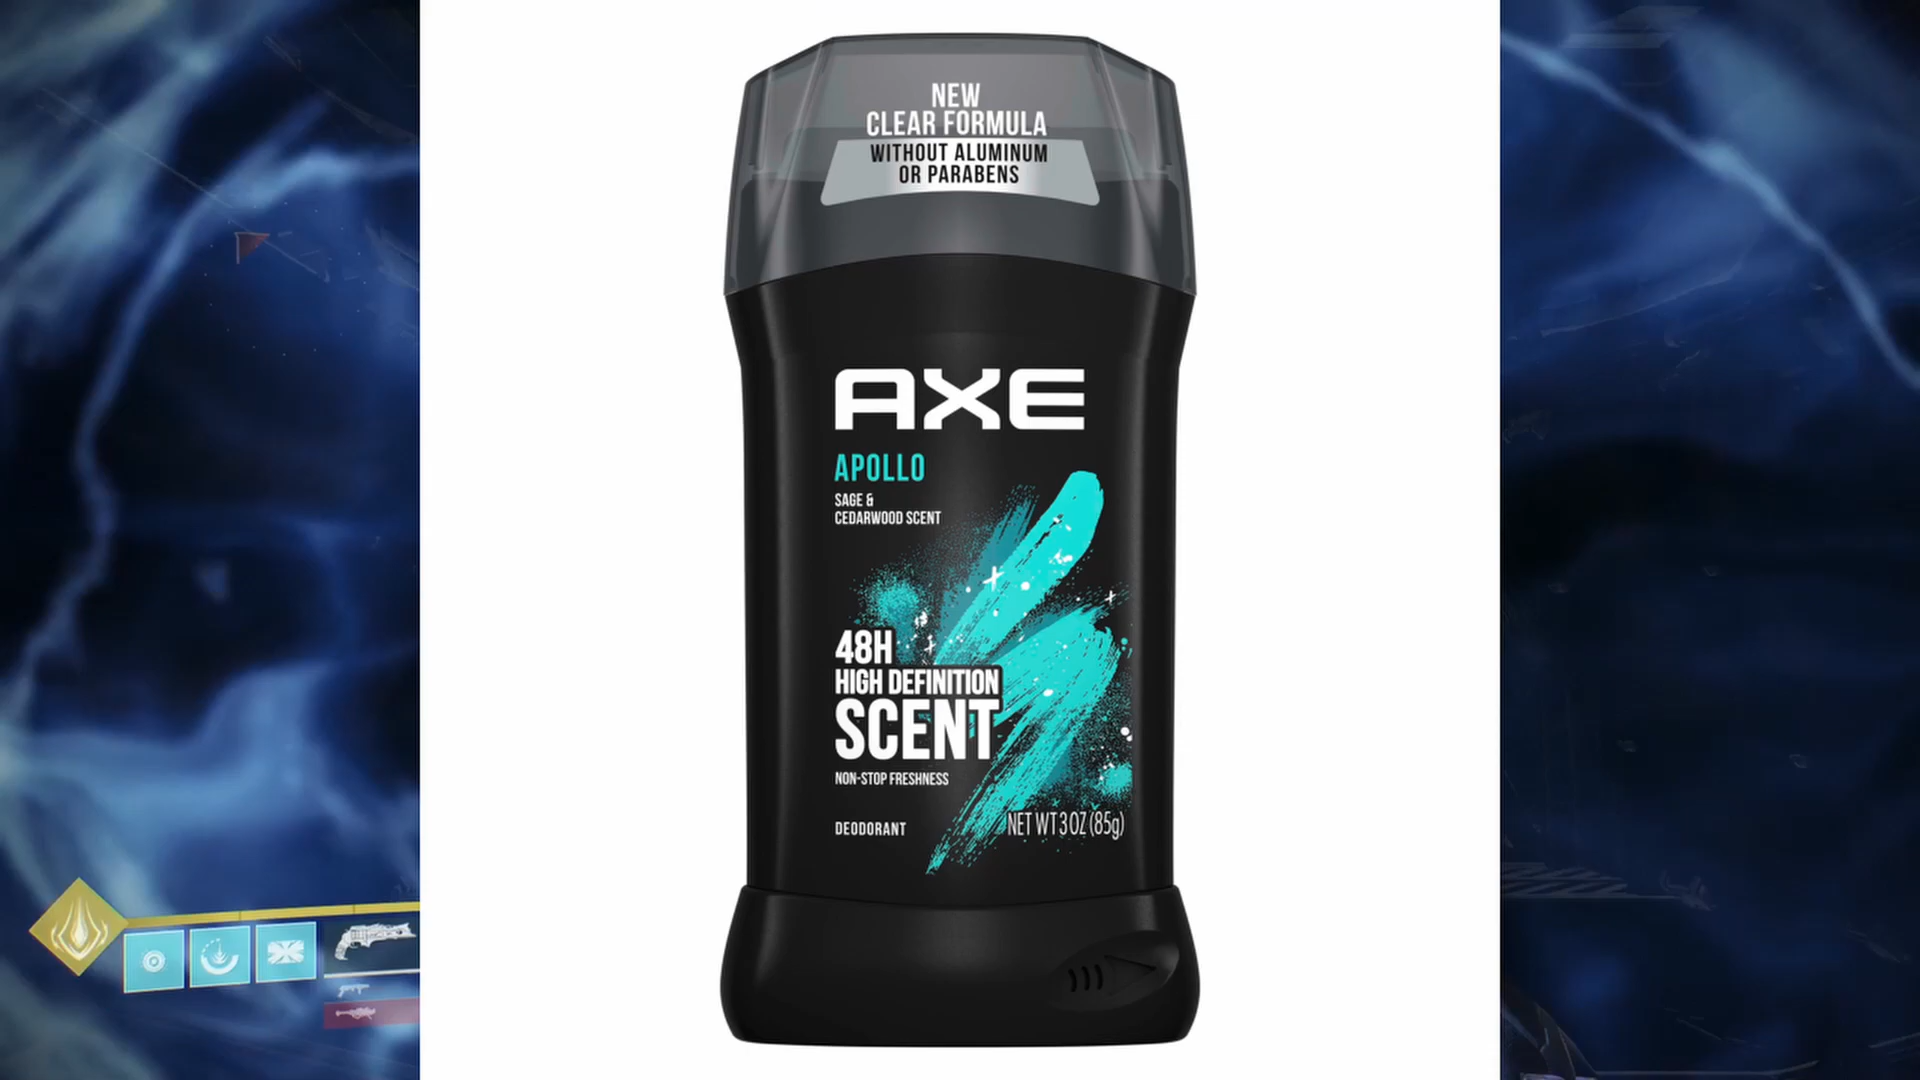 NEW
CLEAR FORMULA
WITHOUT ALUMINUM
OR PARABENS
AXE
APOLLO
SAGE &
CEDARWOOD SCENT
48H
HIGH DEFINITION
SCENT
NON-STOP FRESHNESS
DEODORANT
NET WT 3 OZ (85g)